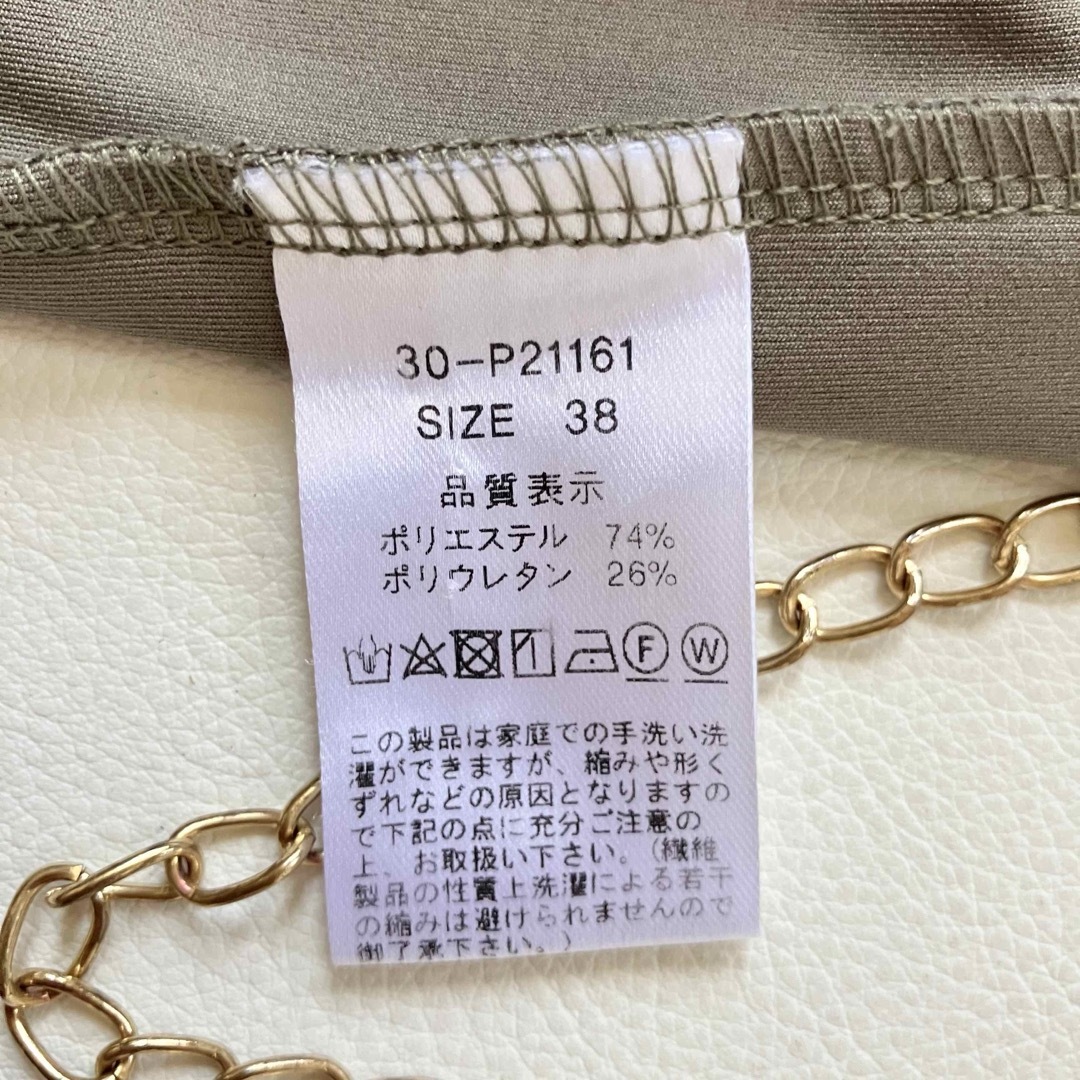 30-P21161
SIZE 38
品質表示
ポリエステル 74%
ポリウレタン 26%
F W
この製品は家庭での手洗い洗
濯ができますが、縮みや形く
ずれなどの原因となりますの
で下記の点に充分ご注意の
上、お取扱い下さい。(繊維
製品の性質上洗濯による若干
の縮みは避けられませんので
御了承下さい。)